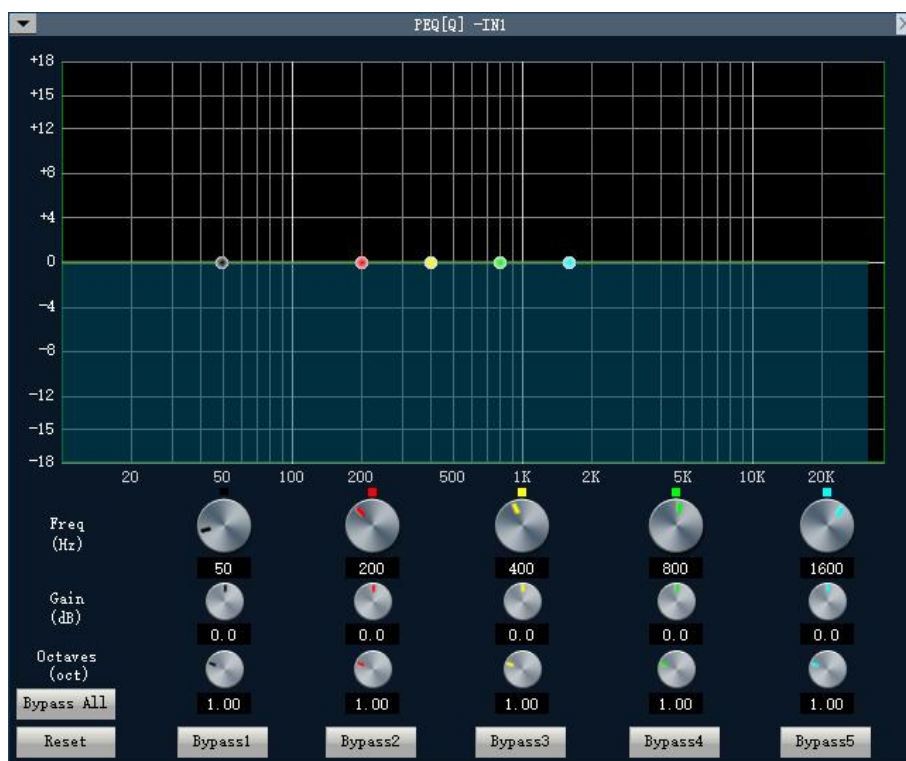 PEQ[Q] -IN1
+18
+15
+12
+8
+4
0
-4
-8
-12
-15
-18
20 50 100 200 500 1K 2K 5K 10K 20K
Freq
(Hz)
50 200 400 800 1600
Gain
(dB)
0.0 0.0 0.0 0.0 0.0
Octaves
(oct)
1.00 1.00 1.00 1.00 1.00
Bypass All
Reset Bypass1 Bypass2 Bypass3 Bypass4 Bypass5